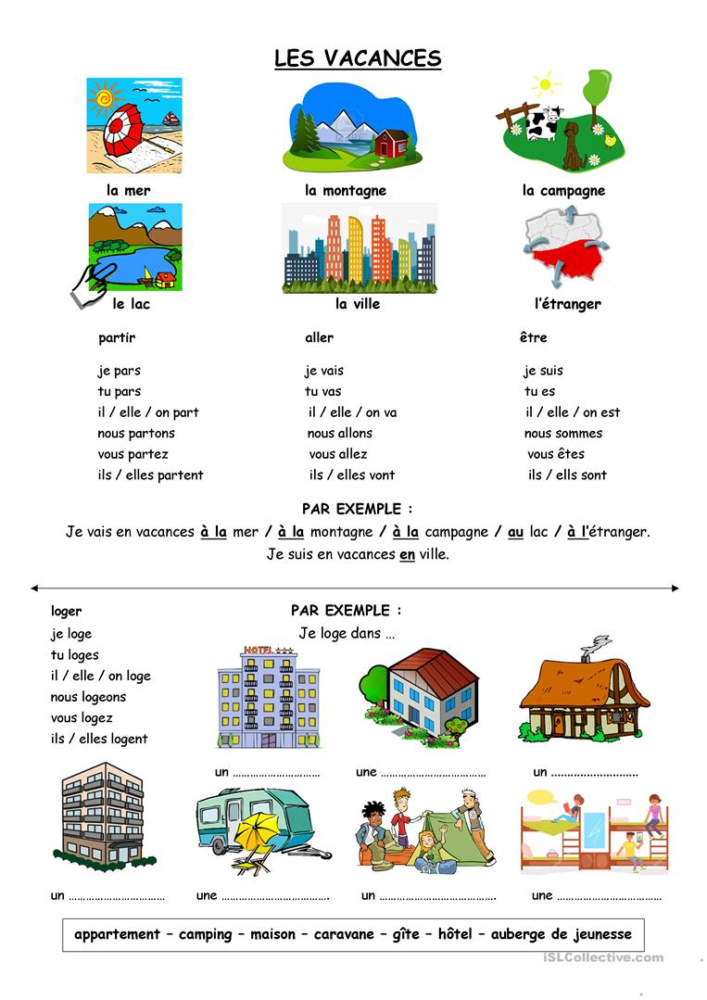 LES VACANCES
la mer
la montagne
la campagne
le lac
la ville
l'étranger
partir
je pars
tu pars
il / elle / on part
nous partons
vous partez
ils / elles partent
aller
je vais
tu vas
il / elle / on va
nous allons
vous allez
ils / elles vont
être
je suis
tu es
il / elle / on est
nous sommes
vous êtes
ils / ells sont
PAR EXEMPLE :
Je vais en vacances à la mer / à la montagne / à la campagne / au lac / à l'étranger.
Je suis en vacances en ville.
loger
je loge
tu loges
il / elle / on loge
nous logeons
vous logez
ils / elles logent
PAR EXEMPLE :
Je loge dans …
HOTEL
un ……………………………
une ……………………………
un ............................
un ……………………………
une …………………………….
un …………………………….
une ……………………………
appartement – camping – maison – caravane – gîte – hôtel – auberge de jeunesse
iSLCollective.com